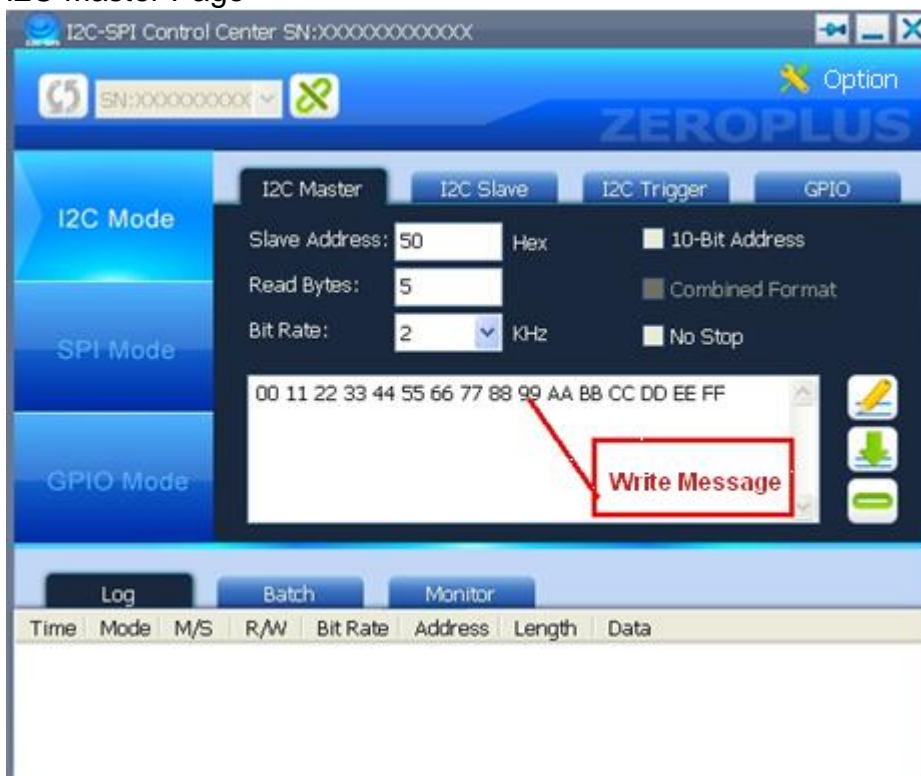 I2C Master Page
I2C-SPI Control Center SN:XXXXXXXXXXXX
SN:XXXXXXXXX
Option
ZEROPLUS
I2C Master I2C Slave I2C Trigger GPIO
I2C Mode
Slave Address: 50 Hex 10-Bit Address
Read Bytes: 5 Combined Format
Bit Rate: 2 KHz No Stop
SPI Mode
00 11 22 33 44 55 66 77 88 99 AA BB CC DD EE FF
Write Message
GPIO Mode
Log Batch Monitor
Time Mode M/S R/W Bit Rate Address Length Data